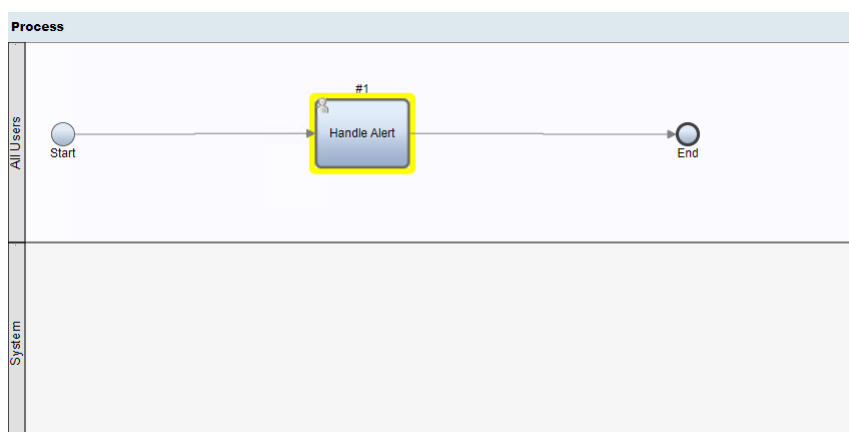 Process
All Users
#1
Handle Alert
Start
End
System